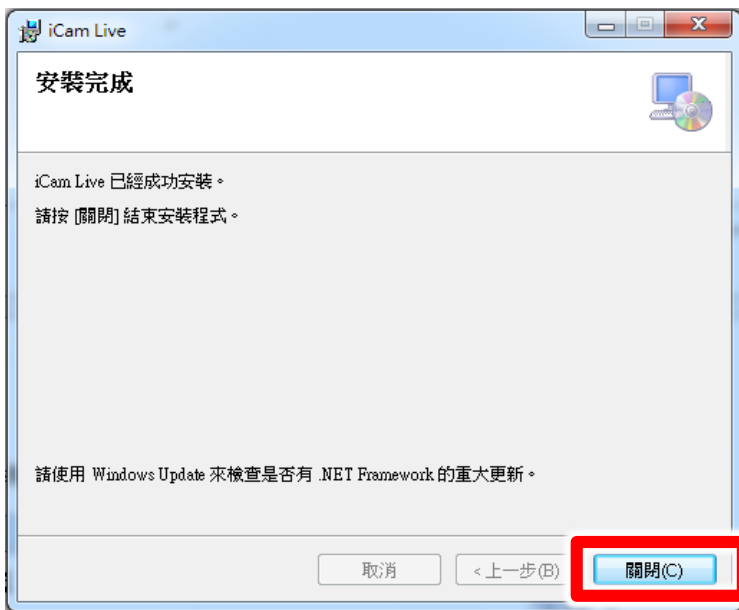 iCam Live
安裝完成
iCam Live 已經成功安裝。
請按 [關閉] 結束安裝程式。
請使用 Windows Update 來檢查是否有 .NET Framework 的重大更新。
取消 <上一步(B) 關閉(C)